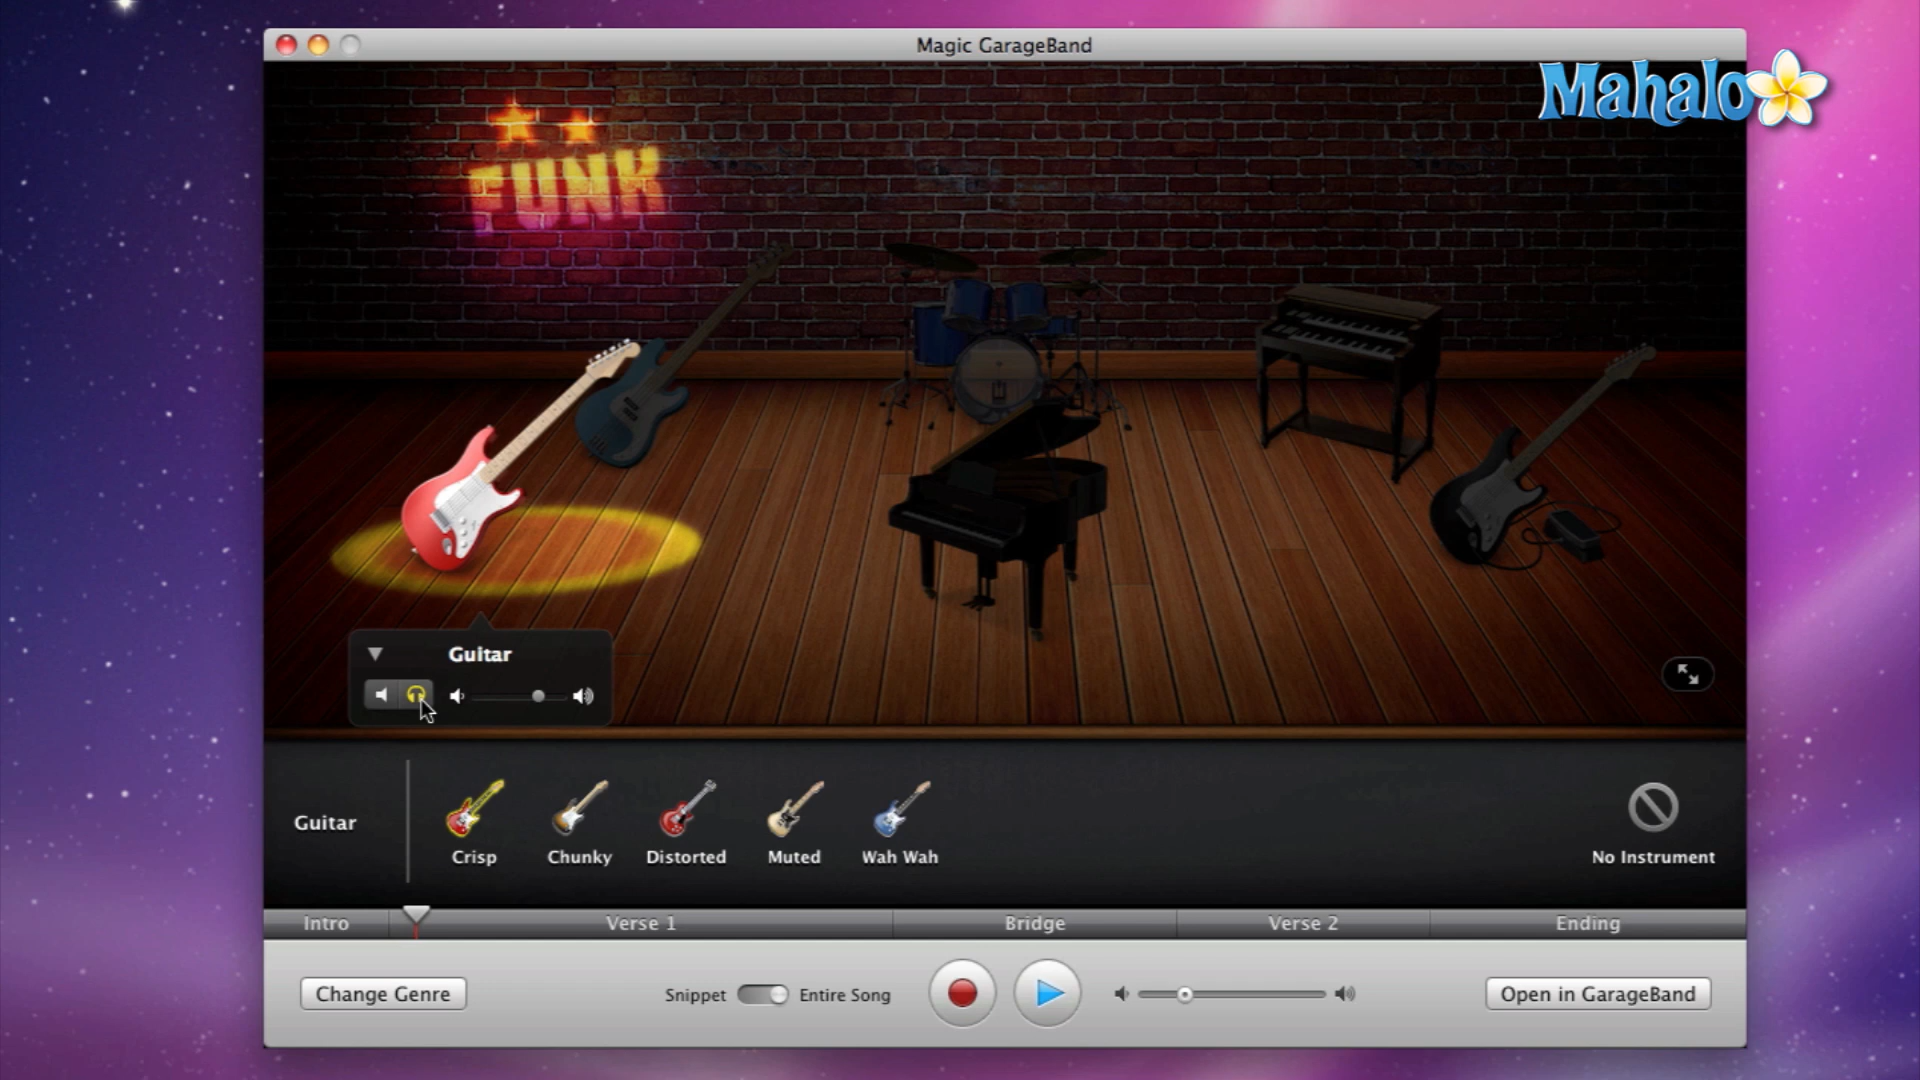 Magic GarageBand
Mahalo
FUNK
Guitar
Guitar
Crisp
Chunky
Distorted
Muted
Wah Wah
No Instrument
Intro
Verse 1
Bridge
Verse 2
Ending
Change Genre
Snippet
Entire Song
Open in GarageBand